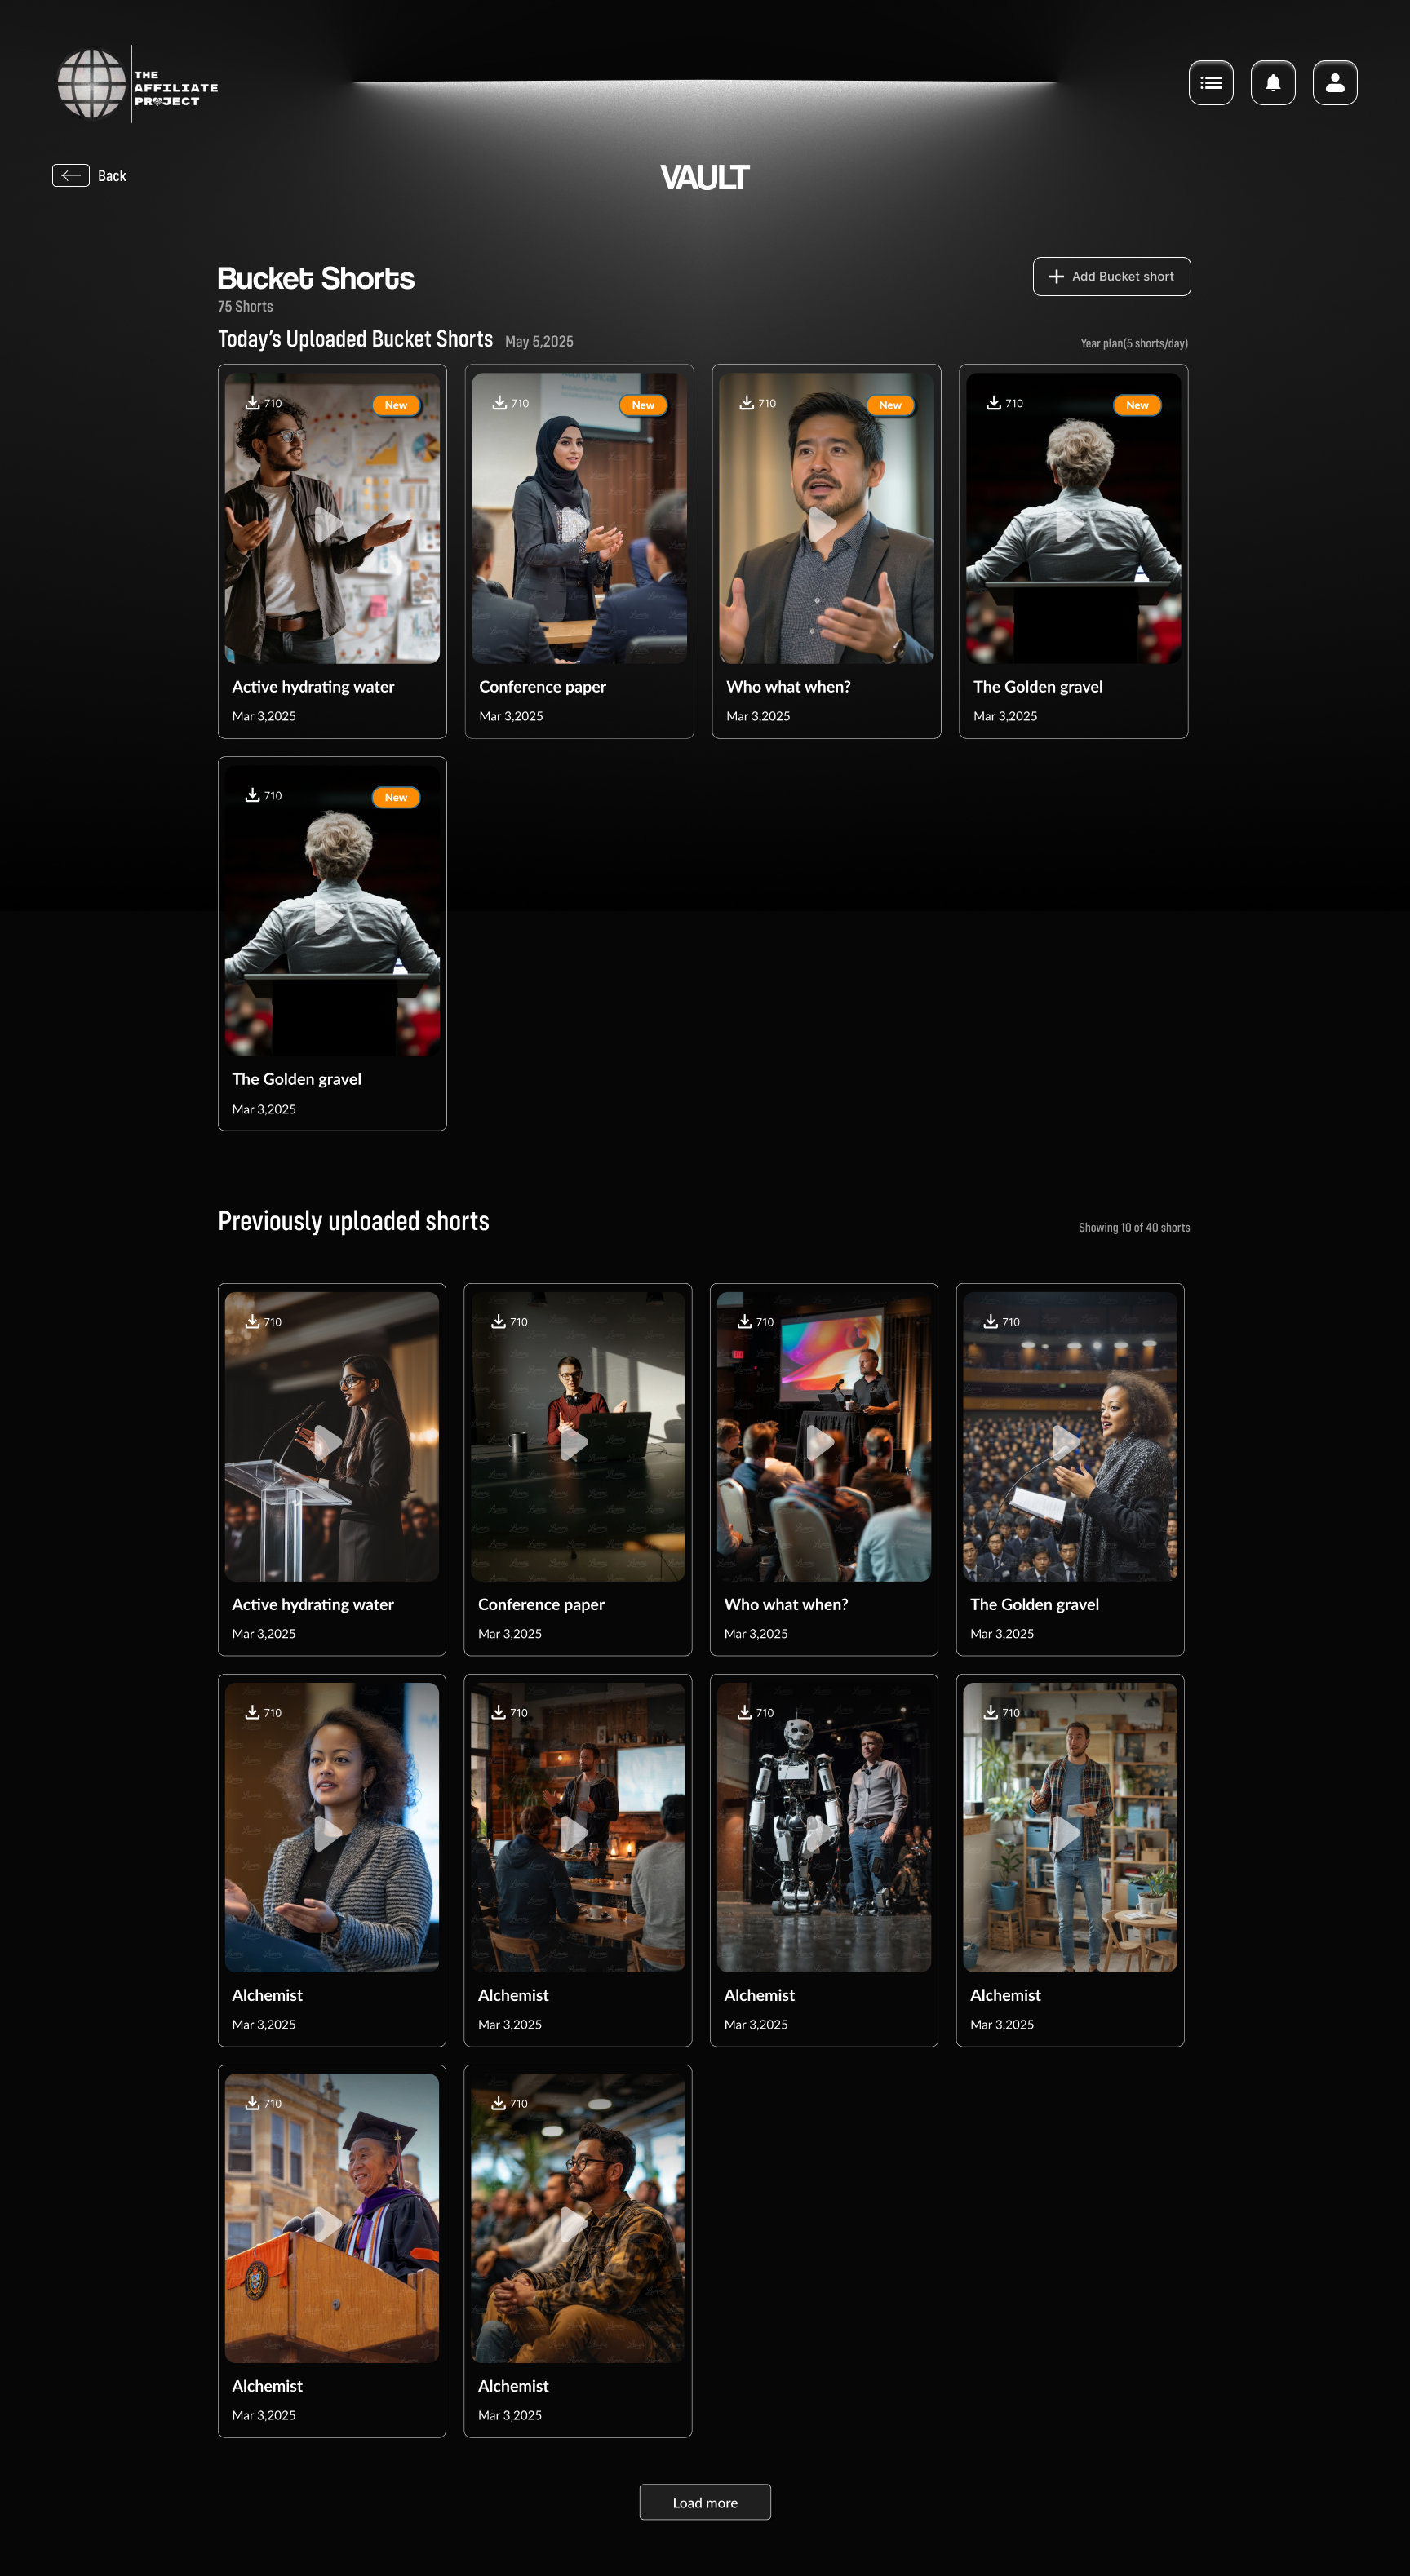 THE
AFFILIATE
PROJECT
Back
VAULT
Bucket Shorts
Add Bucket short
75 Shorts
Today's Uploaded Bucket Shorts May 5,2025
Year plan(5 shorts/day)
710 New
710 New
710 New
710 New
Active hydrating water
Conference paper
Who what when?
The Golden gravel
Mar 3,2025
Mar 3,2025
Mar 3,2025
Mar 3,2025
710 New
The Golden gravel
Mar 3,2025
Previously uploaded shorts
Showing 10 of 40 shorts
710
710
710
710
Active hydrating water
Conference paper
Who what when?
The Golden gravel
Mar 3,2025
Mar 3,2025
Mar 3,2025
Mar 3,2025
710
710
710
710
Alchemist
Alchemist
Alchemist
Alchemist
Mar 3,2025
Mar 3,2025
Mar 3,2025
Mar 3,2025
710
710
Alchemist
Alchemist
Mar 3,2025
Mar 3,2025
Load more